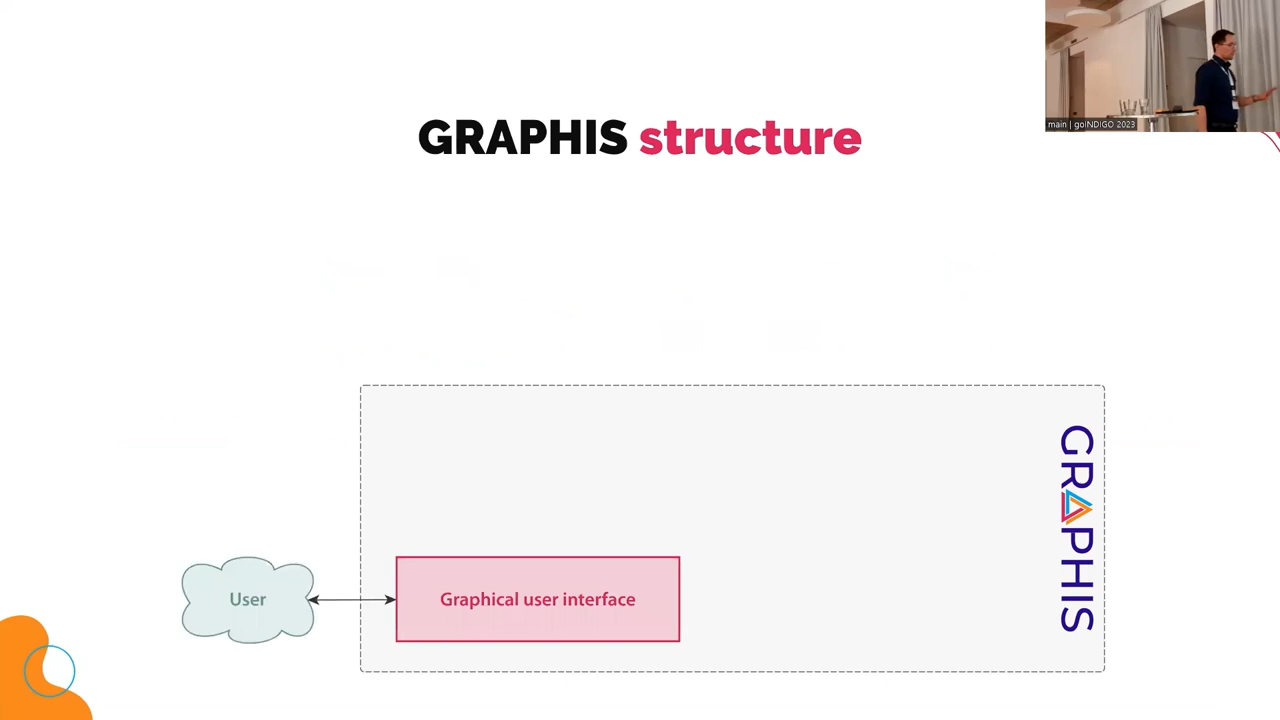 GRAPHIS structure
main | goINDIGO 2023
GRAPHIS
User
Graphical user interface